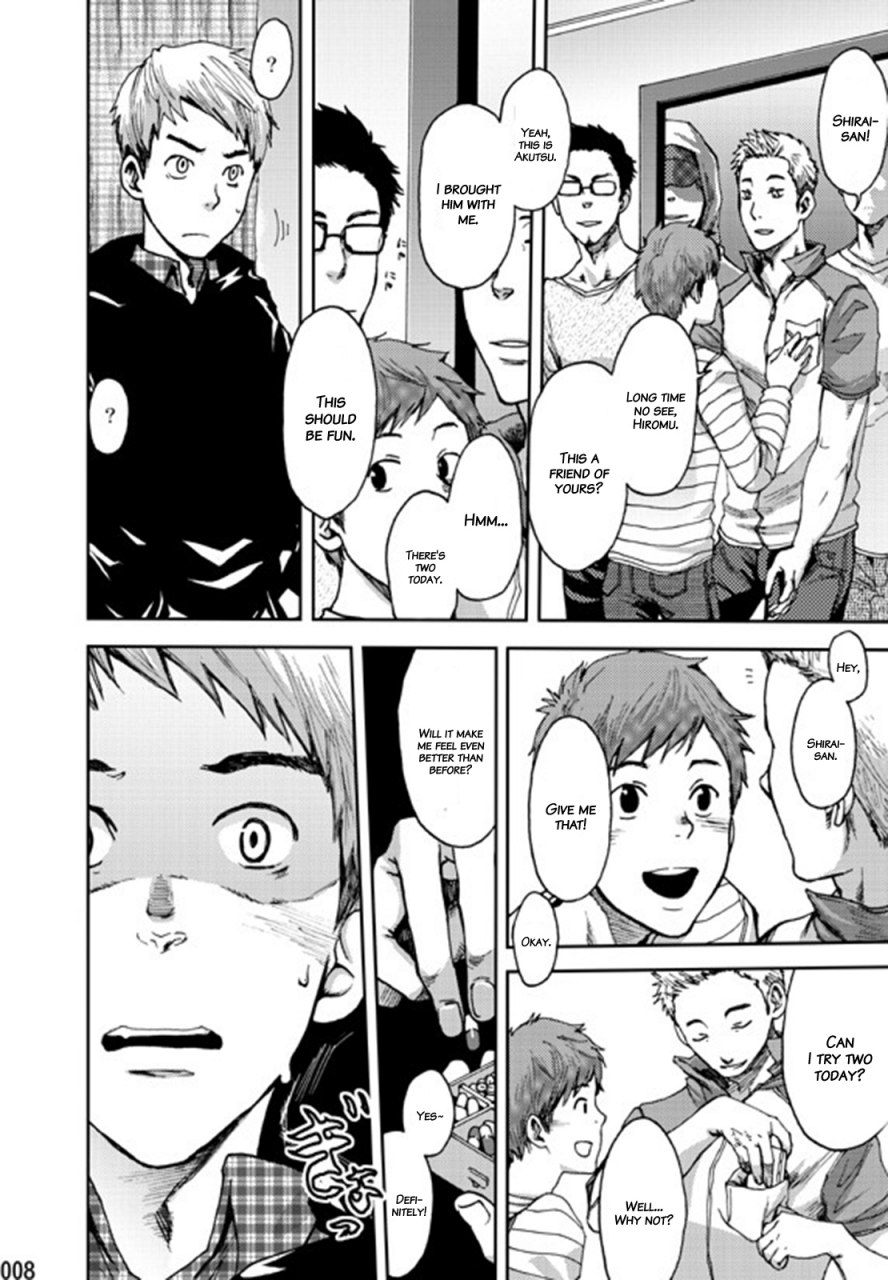 SHIRAI-
SAN!
LONG TIME
NO SEE,
HIROMU.
THIS A
FRIEND OF
YOURS?
YEAH,
THIS IS
AKUTSU.
I BROUGHT
HIM WITH
ME.
HMM...
THERE'S
TWO
TODAY.
THIS
SHOULD
BE FUN.
?
?
HEY,
SHIRAI-
SAN.
GIVE ME
THAT!
OKAY.
CAN
I TRY TWO
TODAY?
WELL...
WHY NOT?
WILL IT MAKE
ME FEEL EVEN
BETTER THAN
BEFORE?
YES~
DEFI-
NITELY!
008